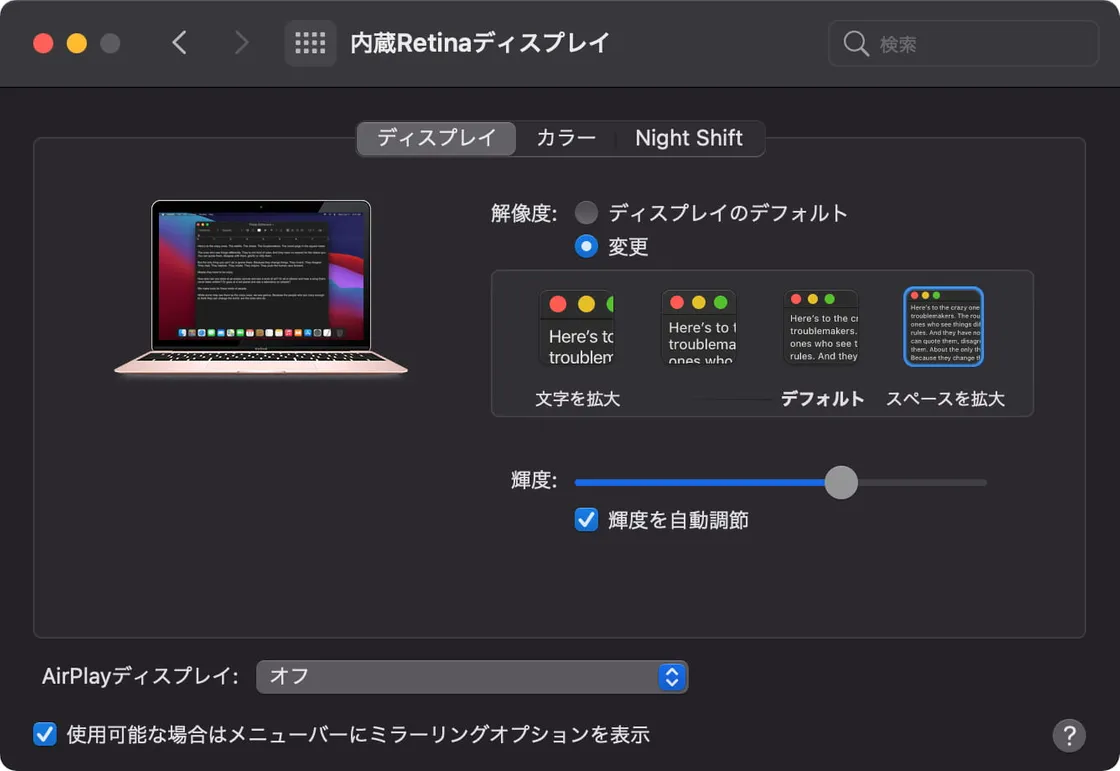 内蔵Retinaディスプレイ
検索
ディスプレイ
カラー
Night Shift
解像度:
ディスプレイのデフォルト
変更
Here's to
troublem
Here's to t
troublema
ones who
Here's to the cr
troublemakers.
ones who see t
rules. And they
Here's to the crazy one
troublemakers. The rou
ones who see things dif
rules. And they have no
can quote them, disagr
them. About the only th
Because they change t
文字を拡大
デフォルト
スペースを拡大
輝度:
輝度を自動調節
AirPlayディスプレイ:
オフ
使用可能な場合はメニューバーにミラーリングオプションを表示
?